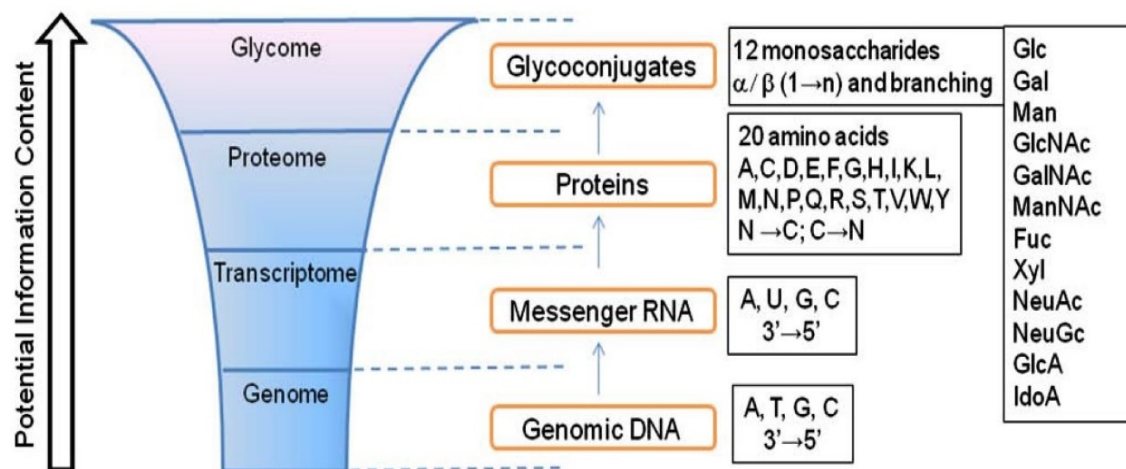 Potential Information Content
Glycome
Proteome
Transcriptome
Genome
Glycoconjugates
Proteins
Messenger RNA
Genomic DNA
12 monosaccharides
α/β (1→n) and branching
20 amino acids
A,C,D,E,F,G,H,I,K,L,
M,N,P,Q,R,S,T,V,W,Y
N →C; C→N
A, U, G, C
3’→5’
A, T, G, C
3’→5’
Glc
Gal
Man
GlcNAc
GalNAc
ManNAc
Fuc
Xyl
NeuAc
NeuGc
GlcA
IdoA